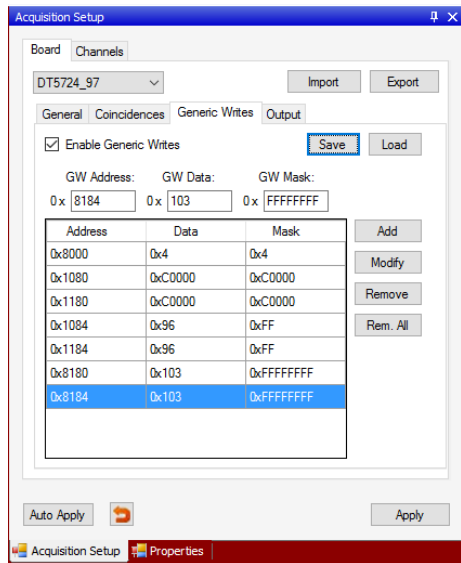 Acquisition Setup
Board Channels
DT5724_97 Import Export
General Coincidences Generic Writes Output
Enable Generic Writes Save Load
GW Address: GW Data: GW Mask:
0 x 8184 0 x 103 0 x FFFFFFFF
Address Data Mask Add
0x8000 0x4 0x4
Modify
0x1080 0xC0000 0xC0000
0x1180 0xC0000 0xC0000 Remove
0x1084 0x96 0xFF Rem. All
0x1184 0x96 0xFF
0x8180 0x103 0xFFFFFFFF
0x8184 0x103 0xFFFFFFFF
Auto Apply Apply
Acquisition Setup Properties